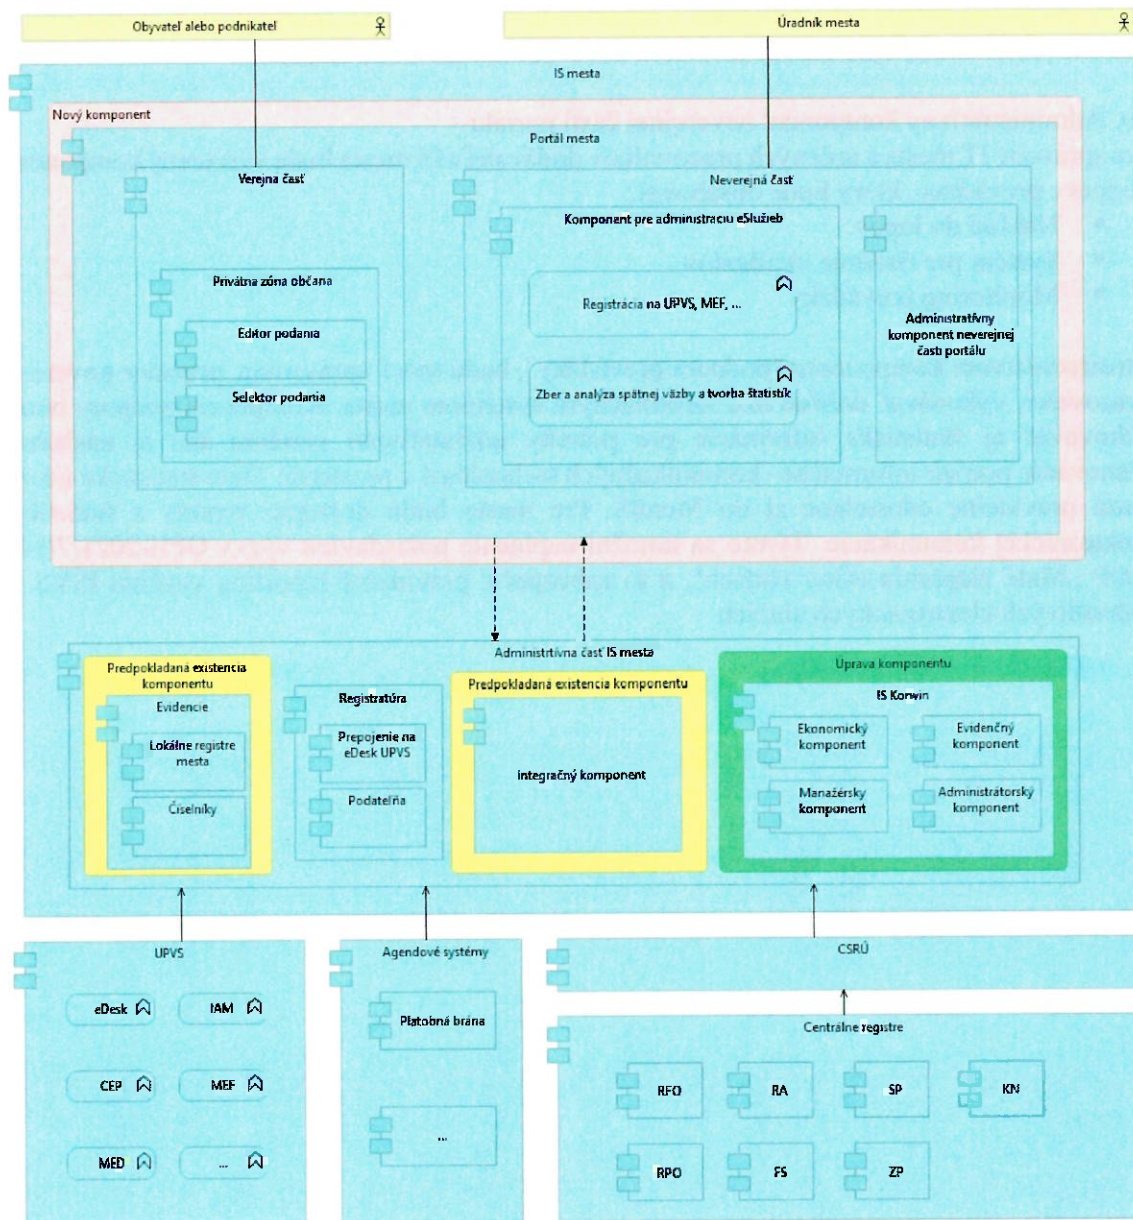 Obyvateľ alebo podnikateľ
Úradník mesta
IS mesta
Nový komponent
Portál mesta
Verejna časť
Neverejná časť
Komponent pre administraciu eSlužieb
Privátna zóna občana
Registrácia na UPVS, MEF, ...
Administratívny
komponent neverejnej
časti portálu
Editor podania
Selektor podania
Zber a analýza spätnej väzby a tvorba štatistík
Administrtívna časť IS mesta
Predpokladaná existencia
komponentu
Evidencie
Lokálne registre
mesta
Číselníky
Registratúra
Prepojenie na
eDesk UPVS
Podateľňa
Predpokladaná existencia komponentu
integračný komponent
Úprava komponentu
IS Korwin
Ekonomický
komponent
Evidenčný
komponent
Manažérsky
komponent
Administrátorský
komponent
UPVS
eDesk
IAM
CEP
MEF
MED
...
Agendové systémy
Platobná brána
...
CSRÚ
Centrálne registre
RFO
RA
SP
KN
RPO
FS
ZP